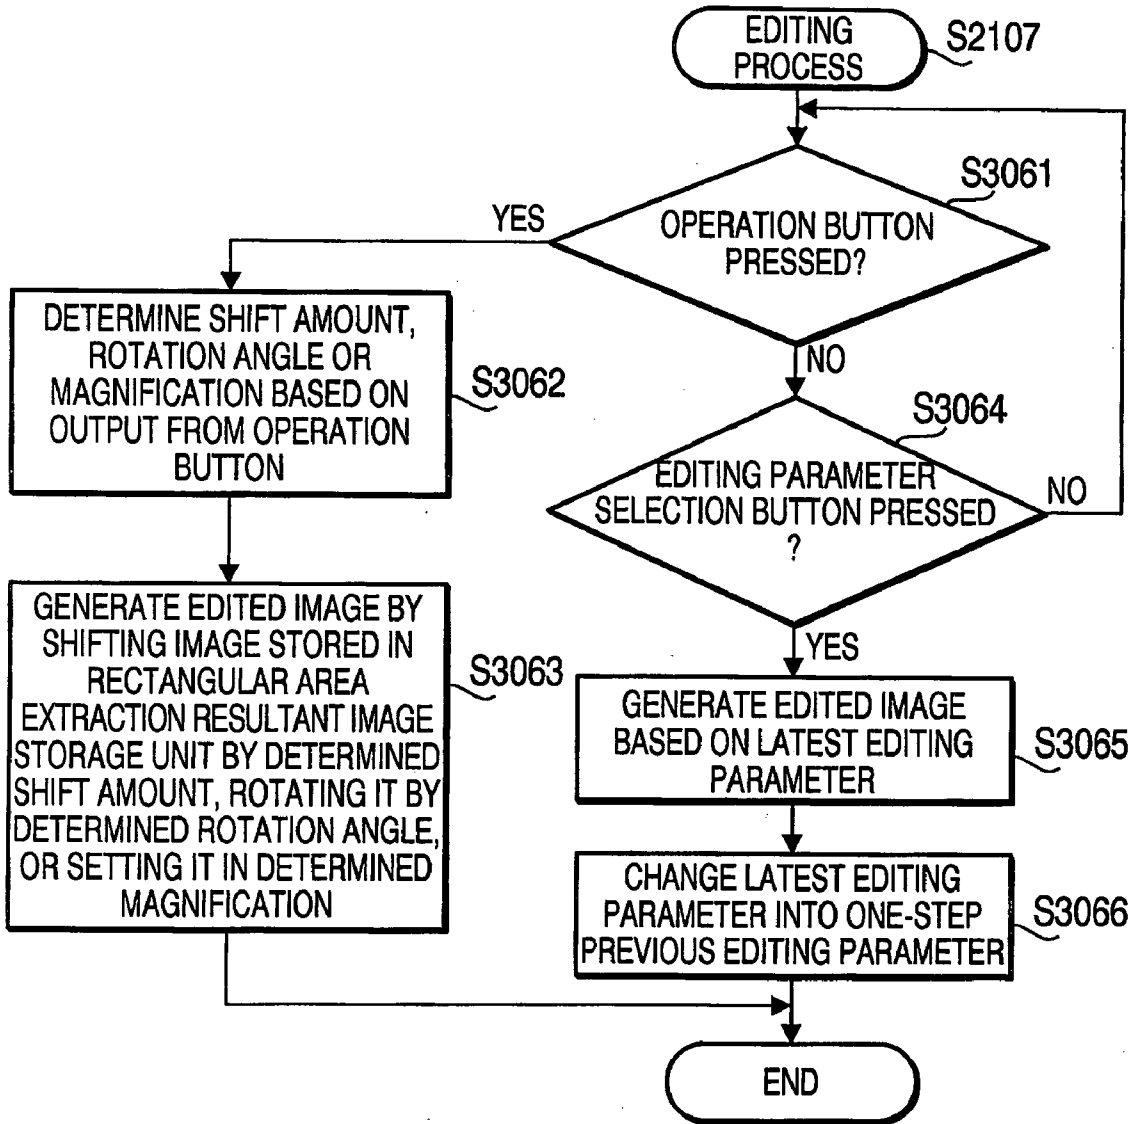 EDITING
PROCESS
S2107
S3061
YES
OPERATION BUTTON
PRESSED?
DETERMINE SHIFT AMOUNT,
ROTATION ANGLE OR
MAGNIFICATION BASED ON
OUTPUT FROM OPERATION
BUTTON
S3062
NO
S3064
EDITING PARAMETER
SELECTION BUTTON PRESSED
?
NO
GENERATE EDITED IMAGE BY
SHIFTING IMAGE STORED IN
RECTANGULAR AREA
EXTRACTION RESULTANT IMAGE
STORAGE UNIT BY DETERMINED
SHIFT AMOUNT, ROTATING IT BY
DETERMINED ROTATION ANGLE,
OR SETTING IT IN DETERMINED
MAGNIFICATION
S3063
YES
GENERATE EDITED IMAGE
BASED ON LATEST EDITING
PARAMETER
S3065
CHANGE LATEST EDITING
PARAMETER INTO ONE-STEP
PREVIOUS EDITING PARAMETER
S3066
END